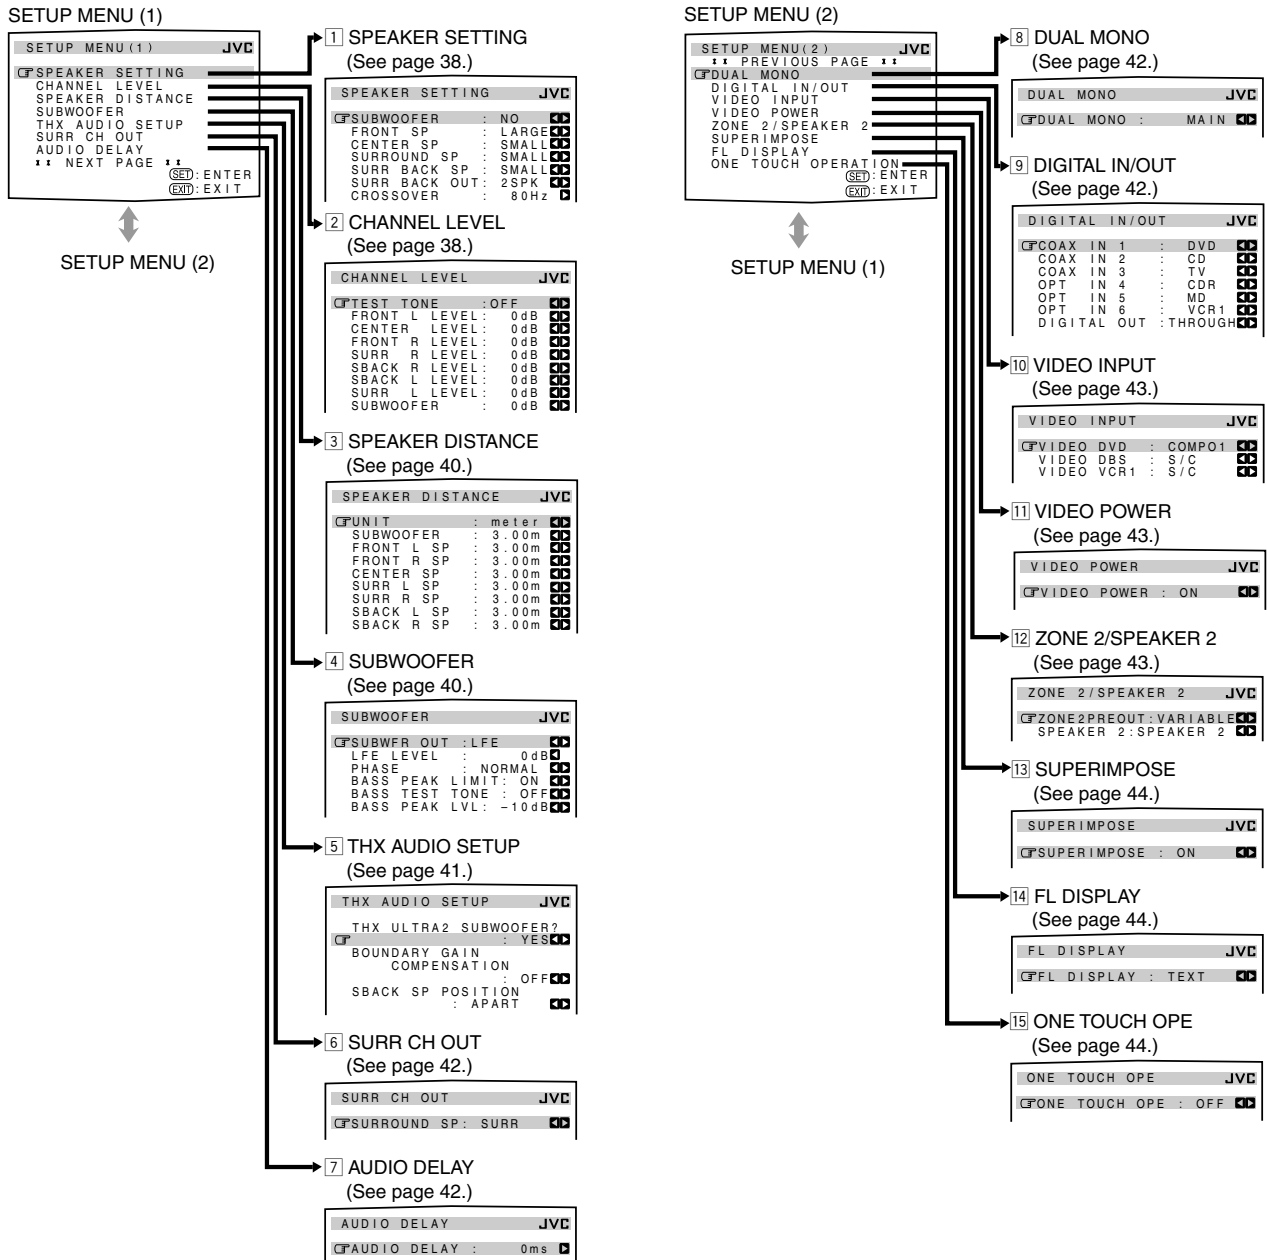 SETUP MENU (1)
SETUP MENU(1) JVC
SPEAKER SETTING
CHANNEL LEVEL
SPEAKER DISTANCE
SUBWOOFER
THX AUDIO SETUP
SURR CH OUT
AUDIO DELAY
NEXT PAGE
SET : ENTER
EXIT : EXIT
SETUP MENU (2)
1 SPEAKER SETTING
(See page 38.)
SPEAKER SETTING JVC
SUBWOOFER : NO
FRONT SP : LARGE
CENTER SP : SMALL
SURROUND SP : SMALL
SURR BACK SP : SMALL
SURR BACK OUT: 2SPK
CROSSOVER : 80Hz
2 CHANNEL LEVEL
(See page 38.)
CHANNEL LEVEL JVC
TEST TONE :OFF
FRONT L LEVEL: 0dB
CENTER LEVEL: 0dB
FRONT R LEVEL: 0dB
SURR R LEVEL: 0dB
SBACK R LEVEL: 0dB
SBACK L LEVEL: 0dB
SURR L LEVEL: 0dB
SUBWOOFER : 0dB
3 SPEAKER DISTANCE
(See page 40.)
SPEAKER DISTANCE JVC
UNIT : meter
SUBWOOFER : 3.00m
FRONT L SP : 3.00m
FRONT R SP : 3.00m
CENTER SP : 3.00m
SURR L SP : 3.00m
SURR R SP : 3.00m
SBACK L SP : 3.00m
SBACK R SP : 3.00m
4 SUBWOOFER
(See page 40.)
SUBWOOFER JVC
SUBWFR OUT :LFE
LFE LEVEL : 0dB
PHASE : NORMAL
BASS PEAK LIMIT: ON
BASS TEST TONE : OFF
BASS PEAK LVL: –10dB
5 THX AUDIO SETUP
(See page 41.)
THX AUDIO SETUP JVC
THX ULTRA2 SUBWOOFER?
: YES
BOUNDARY GAIN
COMPENSATION
: OFF
SBACK SP POSITION
: APART
6 SURR CH OUT
(See page 42.)
SURR CH OUT JVC
SURROUND SP: SURR
7 AUDIO DELAY
(See page 42.)
AUDIO DELAY JVC
AUDIO DELAY : 0ms
SETUP MENU (2)
SETUP MENU(2) JVC
PREVIOUS PAGE
DUAL MONO
DIGITAL IN/OUT
VIDEO INPUT
VIDEO POWER
ZONE 2/SPEAKER 2
SUPERIMPOSE
FL DISPLAY
ONE TOUCH OPERATION
SET : ENTER
EXIT : EXIT
SETUP MENU (1)
8 DUAL MONO
(See page 42.)
DUAL MONO JVC
DUAL MONO : MAIN
9 DIGITAL IN/OUT
(See page 42.)
DIGITAL IN/OUT JVC
COAX IN 1 : DVD
COAX IN 2 : CD
COAX IN 3 : TV
OPT IN 4 : CDR
OPT IN 5 : MD
OPT IN 6 : VCR1
DIGITAL OUT :THROUGH
10 VIDEO INPUT
(See page 43.)
VIDEO INPUT JVC
VIDEO DVD : COMPO1
VIDEO DBS : S/C
VIDEO VCR1 : S/C
11 VIDEO POWER
(See page 43.)
VIDEO POWER JVC
VIDEO POWER : ON
12 ZONE 2/SPEAKER 2
(See page 43.)
ZONE 2/SPEAKER 2 JVC
ZONE2PREOUT:VARIABLE
SPEAKER 2:SPEAKER 2
13 SUPERIMPOSE
(See page 44.)
SUPERIMPOSE JVC
SUPERIMPOSE : ON
14 FL DISPLAY
(See page 44.)
FL DISPLAY JVC
FL DISPLAY : TEXT
15 ONE TOUCH OPE
(See page 44.)
ONE TOUCH OPE JVC
ONE TOUCH OPE : OFF